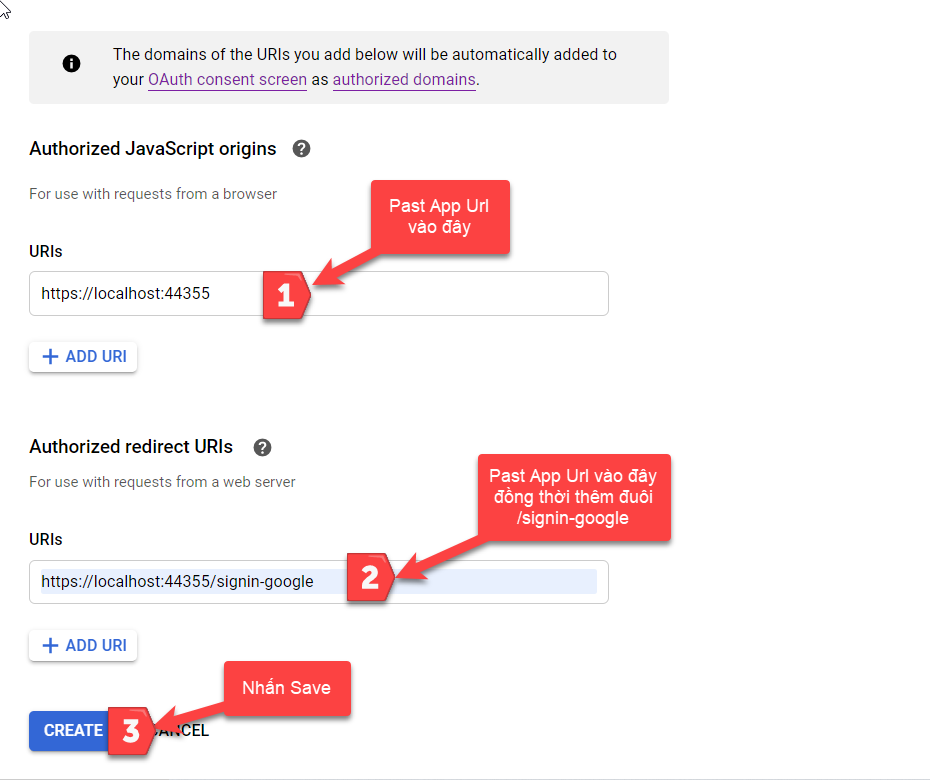 The domains of the URIs you add below will be automatically added to
your OAuth consent screen as authorized domains.
Authorized JavaScript origins
For use with requests from a browser
Past App Url
vào đây
URIs
https://localhost:44355
1
ADD URI
Authorized redirect URIs
For use with requests from a web server
Past App Url vào đây
đồng thời thêm đuôi
/signin-google
URIs
https://localhost:44355/signin-google
2
ADD URI
Nhấn Save
CREATE
3
CANCEL